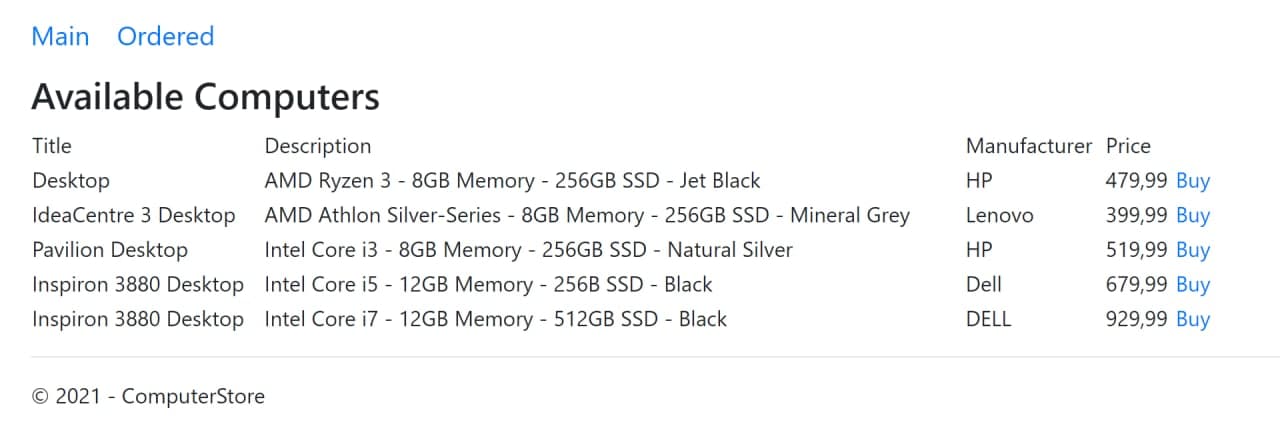 Main Ordered
Available Computers
Title Description Manufacturer Price
Desktop AMD Ryzen 3 - 8GB Memory - 256GB SSD - Jet Black HP 479,99 Buy
IdeaCentre 3 Desktop AMD Athlon Silver-Series - 8GB Memory - 256GB SSD - Mineral Grey Lenovo 399,99 Buy
Pavilion Desktop Intel Core i3 - 8GB Memory - 256GB SSD - Natural Silver HP 519,99 Buy
Inspiron 3880 Desktop Intel Core i5 - 12GB Memory - 256B SSD - Black Dell 679,99 Buy
Inspiron 3880 Desktop Intel Core i7 - 12GB Memory - 512GB SSD - Black DELL 929,99 Buy
© 2021 - ComputerStore